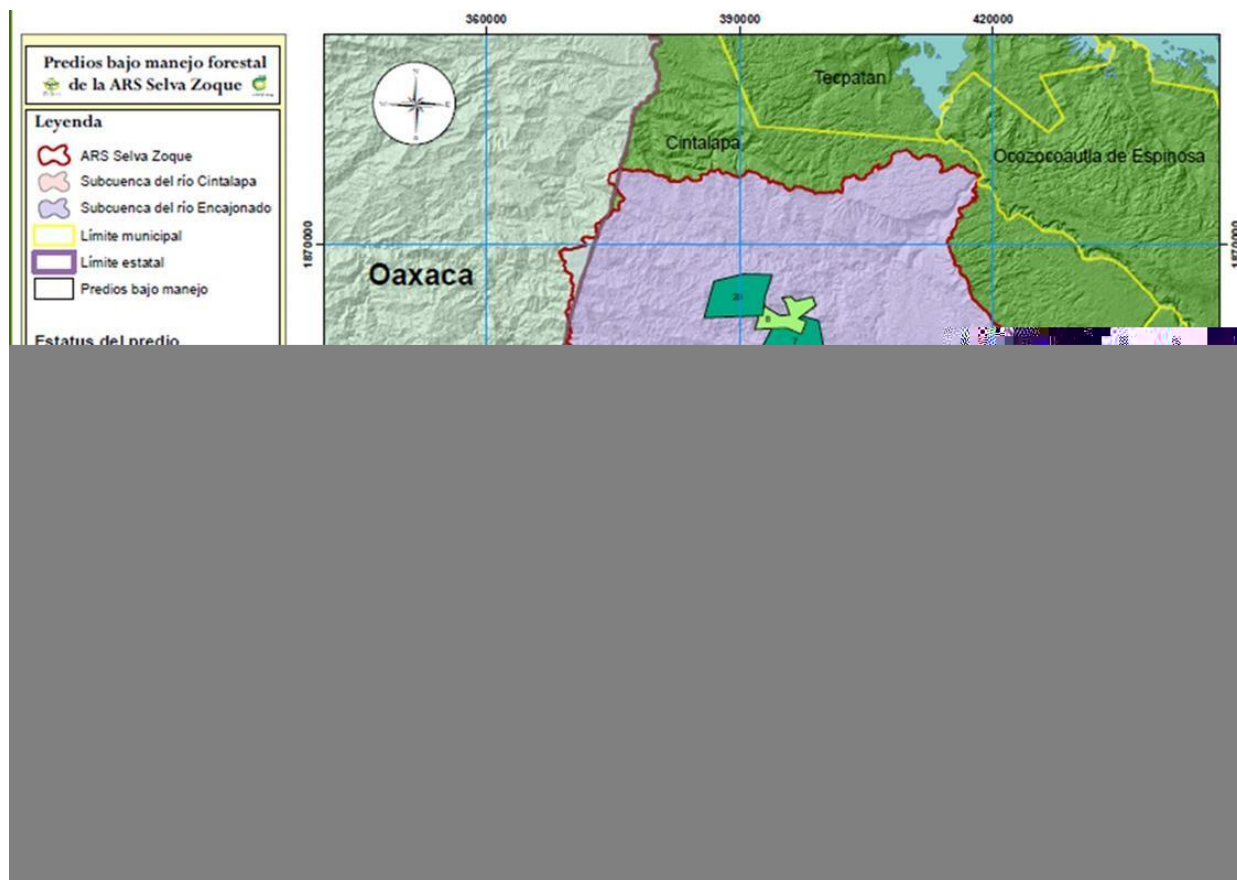 Predios bajo manejo forestal
de la ARS Selva Zoque
Leyenda
ARS Selva Zoque
Subcuenca del río Cintalapa
Subcuenca del río Encajonado
Límite municipal
Límite estatal
Predios bajo manejo
Estatus del predio
360000
390000
420000
1870000
1870000
N
E
S
W
Tecpatan
Cintalapa
Ocozocoautla de Espinosa
Oaxaca
8
7